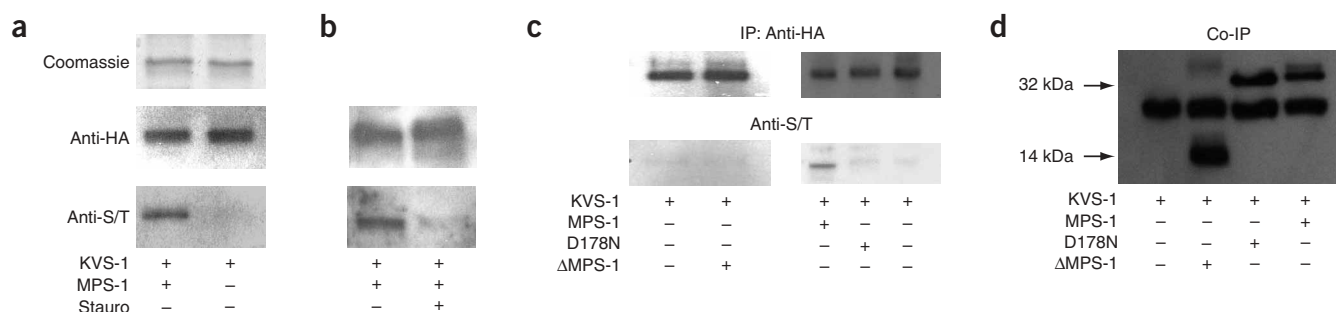 a
Coomassie
Anti-HA
Anti-S/T
KVS-1 + +
MPS-1 + –
Stauro – –
b
+ +
+ +
– +
c
IP: Anti-HA
Anti-S/T
KVS-1 + + + + +
MPS-1 – – + – –
D178N – – – + –
ΔMPS-1 – + – – –
d
Co-IP
32 kDa
14 kDa
KVS-1 + + + +
MPS-1 – – – +
D178N – – + –
ΔMPS-1 – + – –